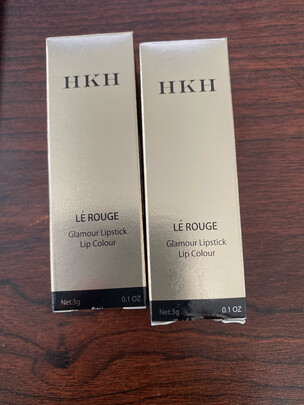 HKH
LÉ ROUGE
Glamour Lipstick
Lip Colour
Net:3g 0.1 OZ
HKH
LÉ ROUGE
Glamour Lipstick
Lip Colour
Net:3g 0.1 OZ